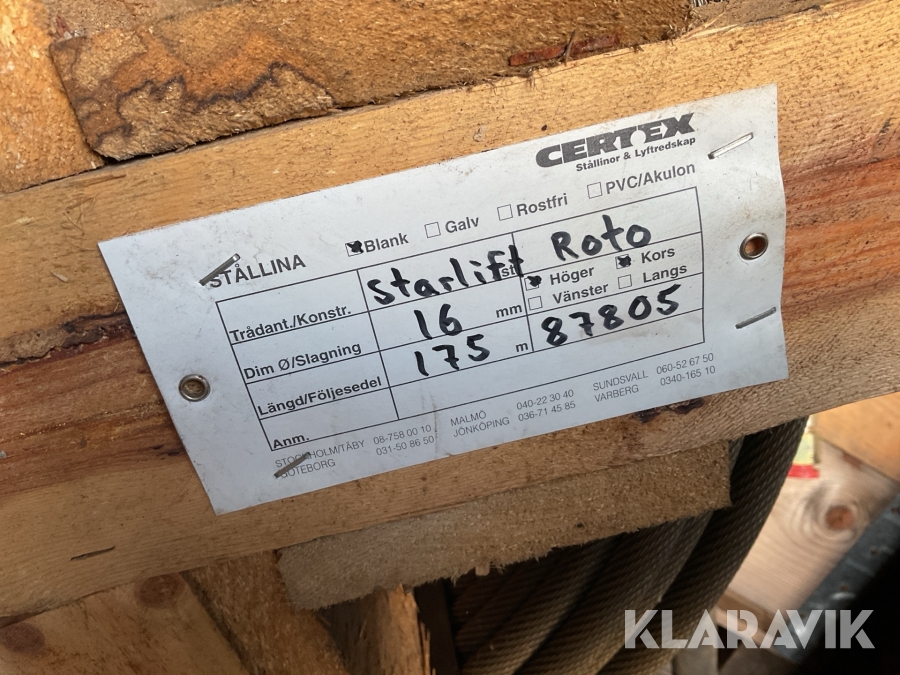 CERTEX
Stållinor & Lyftredskap
STÅLLINA Blank Galv Rostfri PVC/Akulon
Trådant./Konstr. Starlift Roto
Dim Ø/Slagning 16 mm Höger Kors
Vänster Langs
Längd/Följesedel 175 m 87805
Anm.
STOCKHOLM/TÄBY 08-758 00 10 MALMÖ 040-22 30 40 SUNDSVALL 060-52 67 50
GÖTEBORG 031-50 86 50 JÖNKÖPING 036-71 45 85 VARBERG 0340-165 10
KLARAVIK